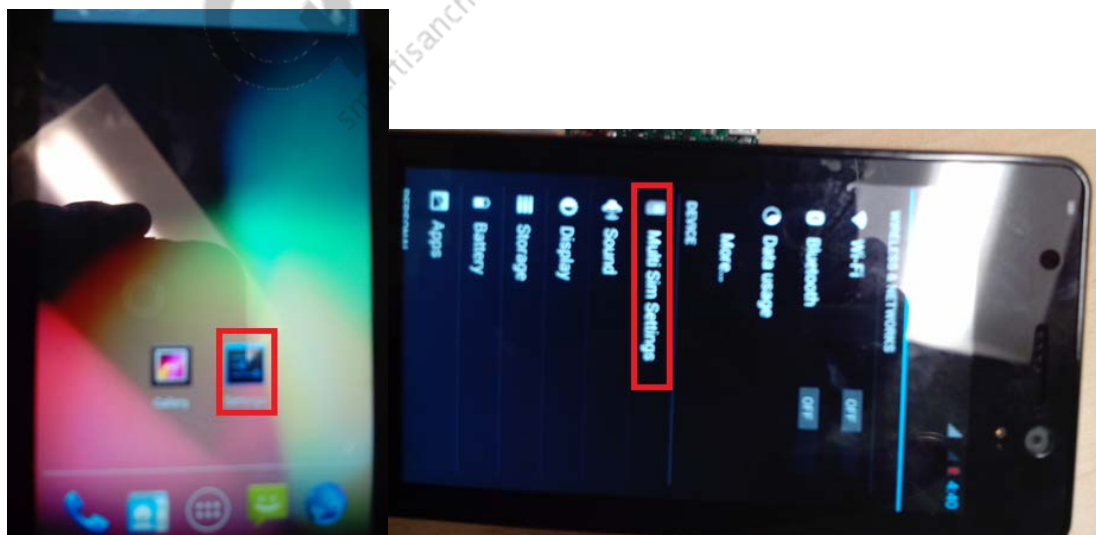 Gallery
Settings
4:40
WIRELESS & NETWORKS
Wi-Fi
OFF
Bluetooth
OFF
Data usage
More...
DEVICE
Multi Sim Settings
Sound
Display
Storage
Battery
Apps